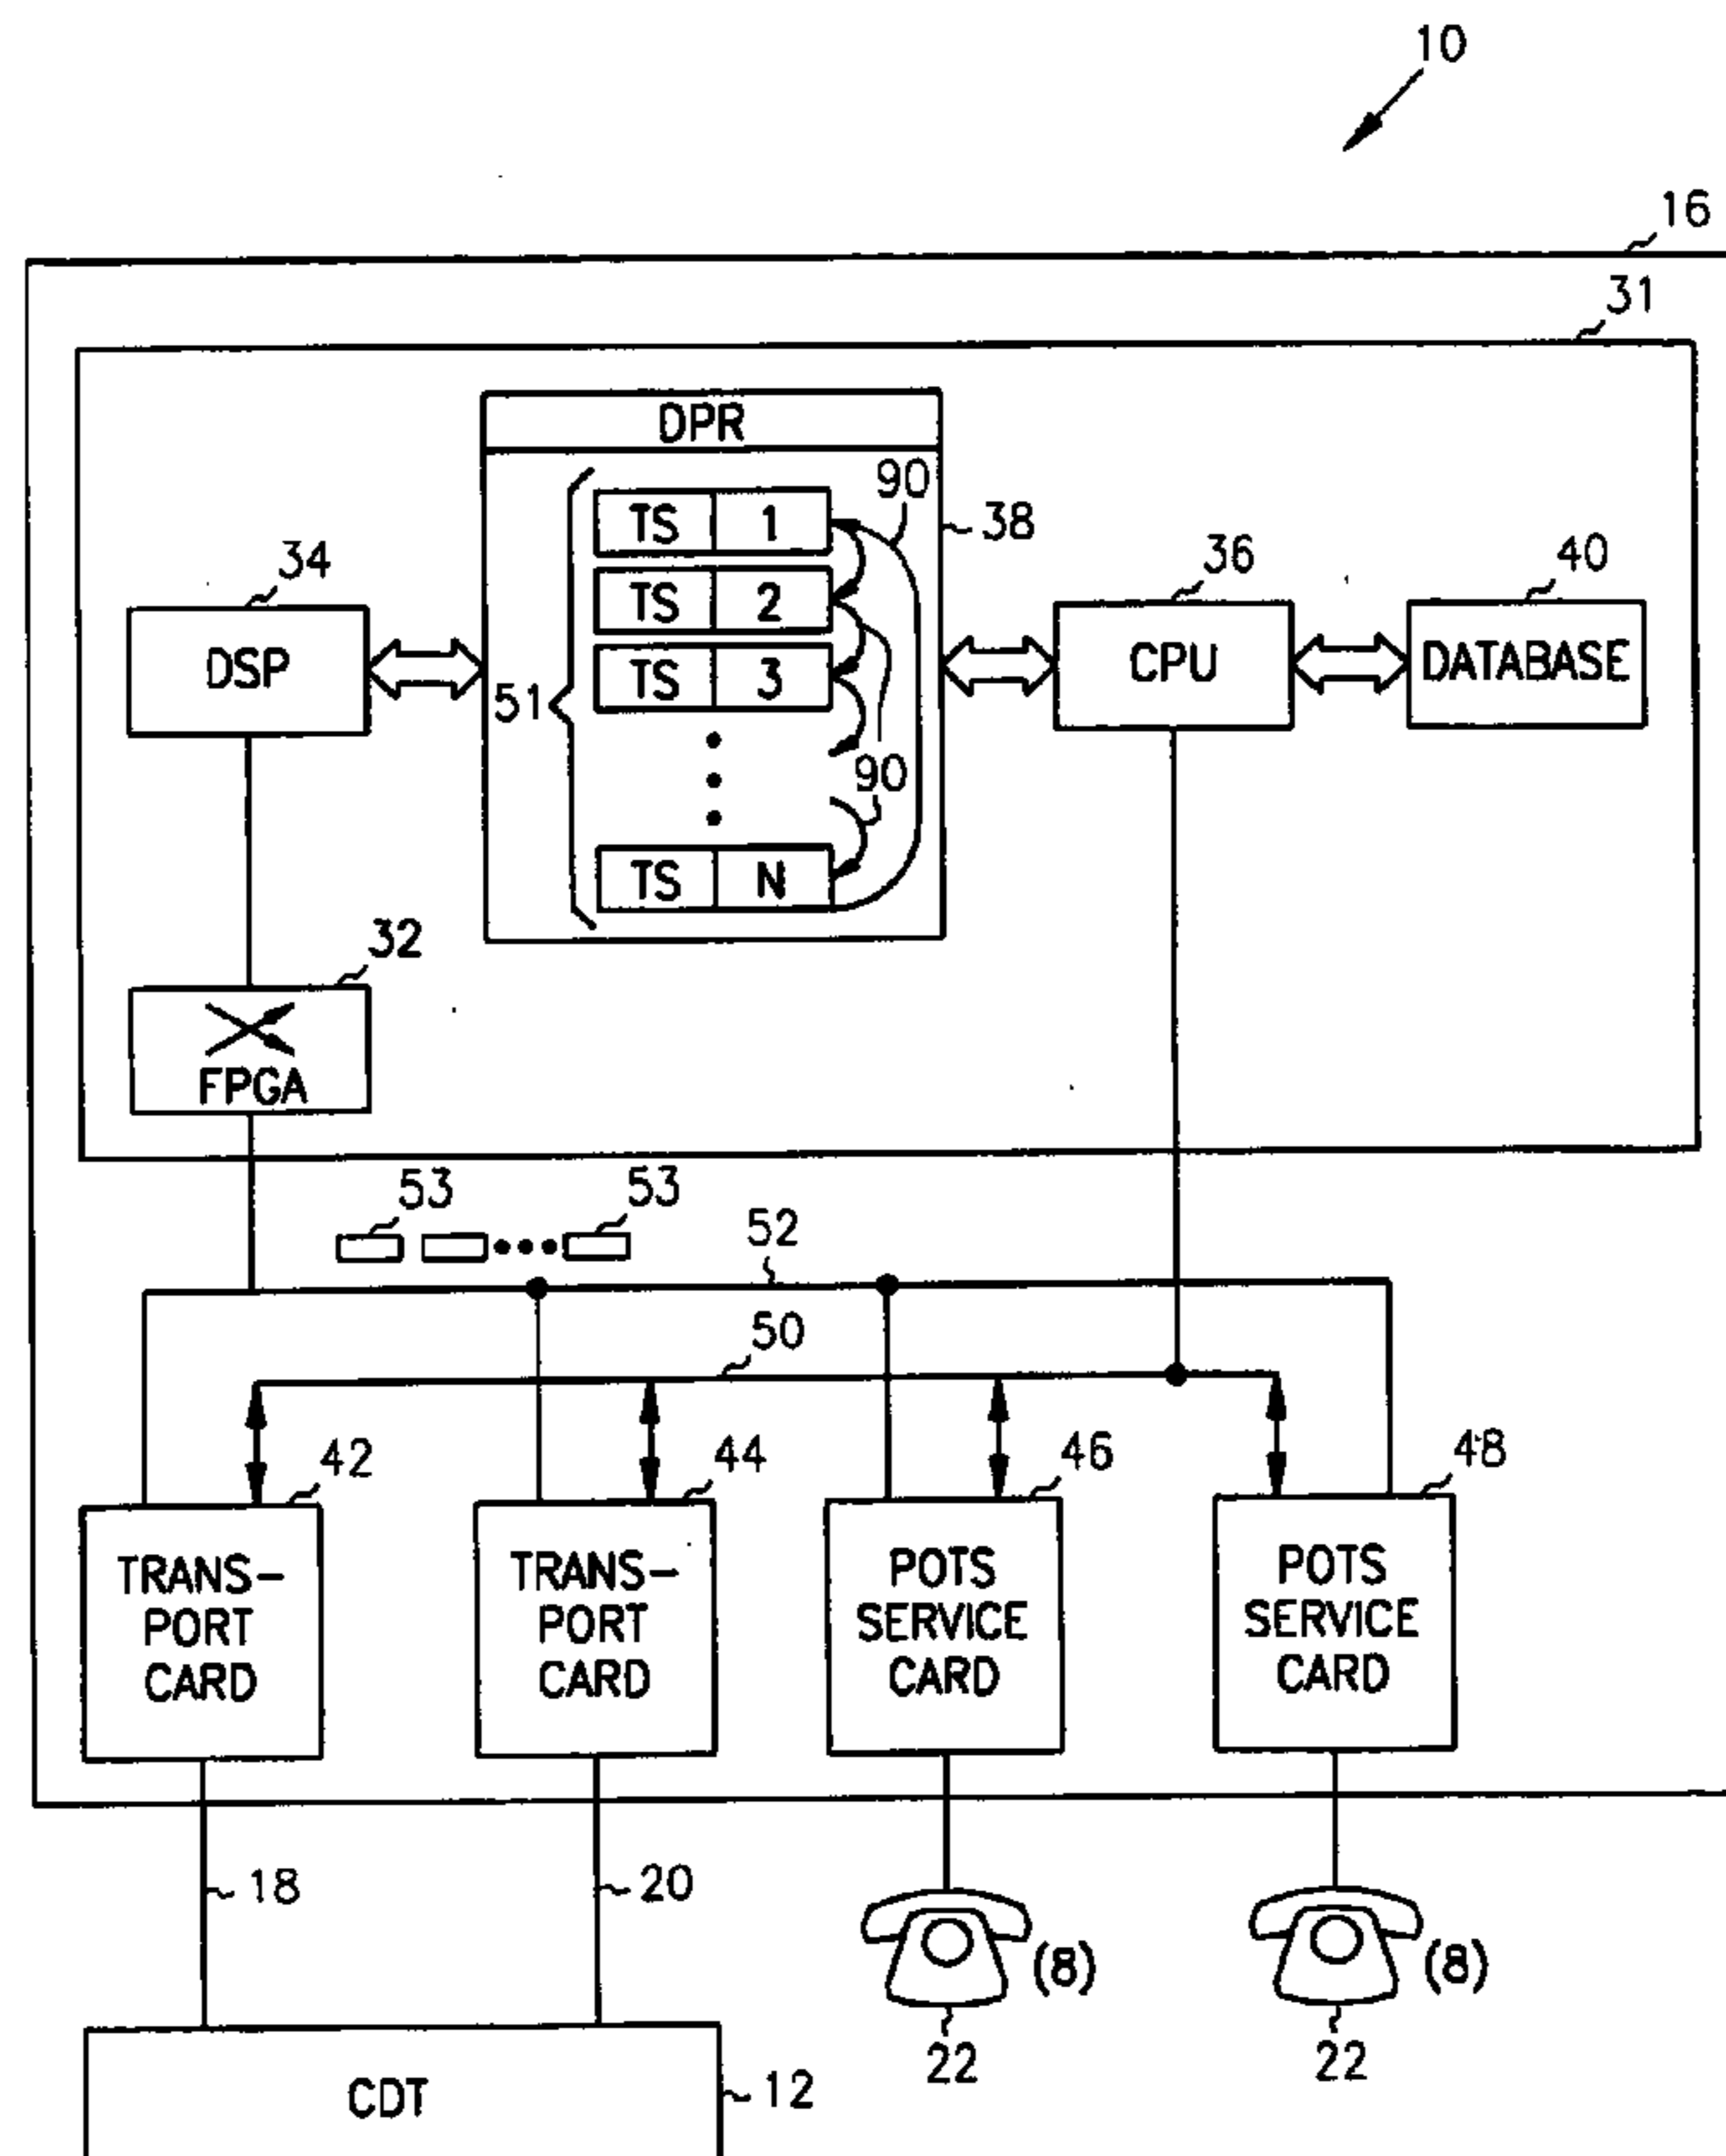 10
16
31
DPR
90
TS 1
38
34
36
40
TS 2
DSP
CPU
DATABASE
TS 3
51
90
TS N
32
FPGA
53
53
52
50
42
44
46
48
TRANS-
PORT
CARD
TRANS-
PORT
CARD
POTS
SERVICE
CARD
POTS
SERVICE
CARD
18
20
(8)
(8)
22
22
CDT
12